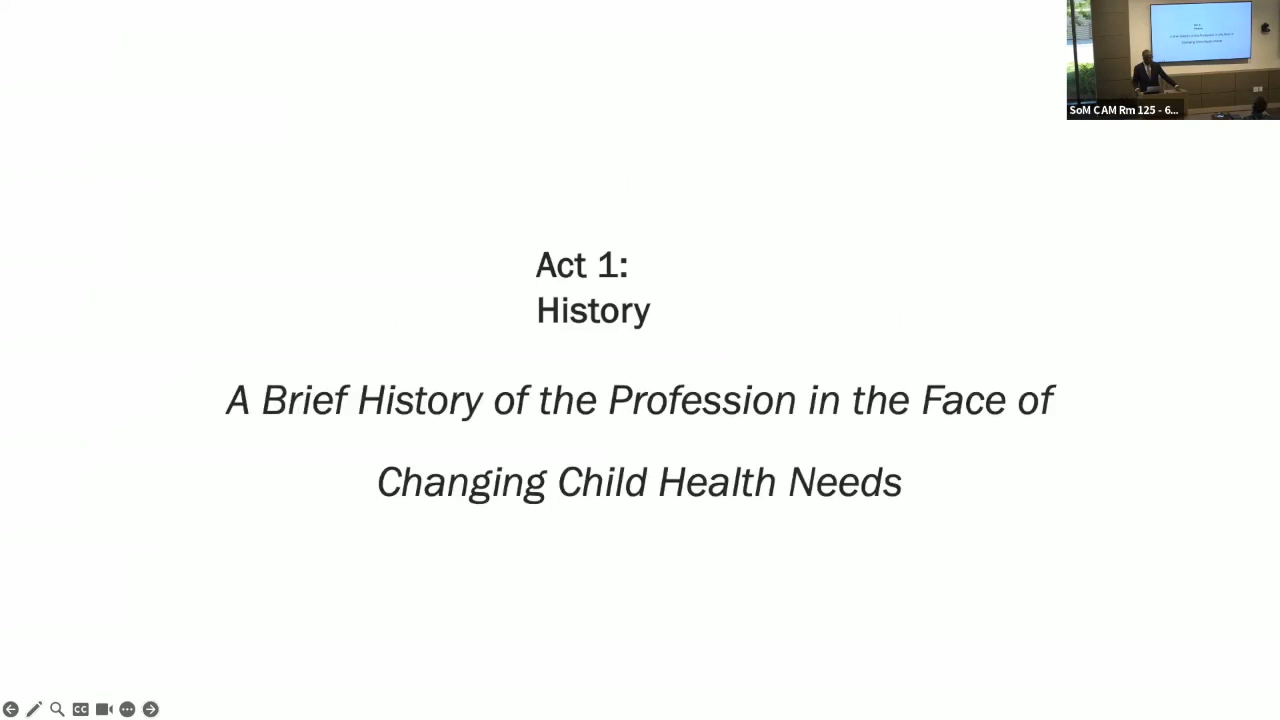 SoM CAM Rm 125 - 6...
Act 1:
History
A Brief History of the Profession in the Face of
Changing Child Health Needs
CC